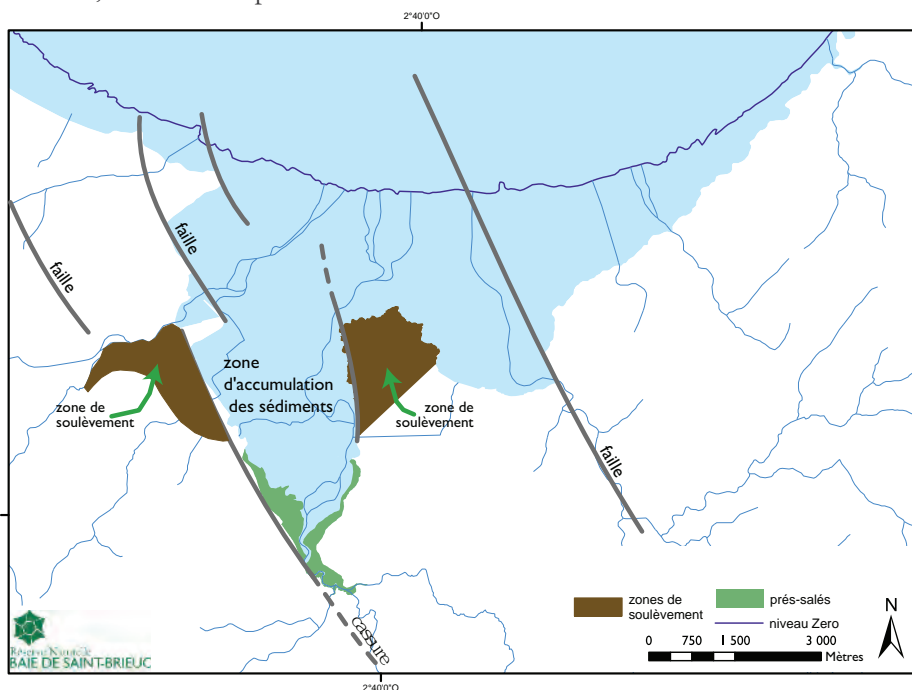 2°40'0"O
faille
faille
zone
d'accumulation
des sédiments
zone de
soulèvement
zone de
soulèvement
faille
cassure
zones de
soulèvement
prés-salés
niveau Zero
N
0 750 1 500 3 000
Mètres
Réserve Naturelle
BAIE DE SAINT-BRIEUC
2°40'0"O